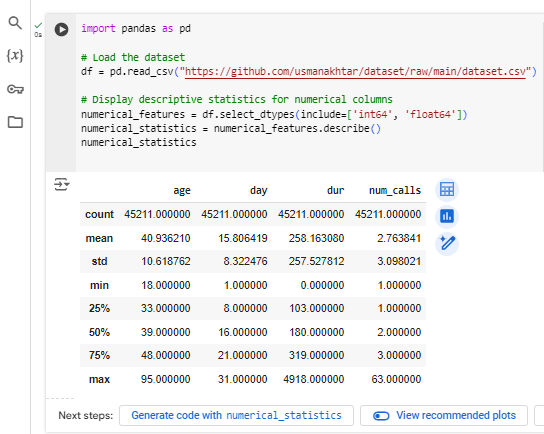 {x}
0s
import pandas as pd
# Load the dataset
df = pd.read_csv("https://github.com/usmanakhtar/dataset/raw/main/dataset.csv")
# Display descriptive statistics for numerical columns
numerical_features = df.select_dtypes(include=['int64', 'float64'])
numerical_statistics = numerical_features.describe()
numerical_statistics
age day dur num_calls
count 45211.000000 45211.000000 45211.000000 45211.000000
mean 40.936210 15.806419 258.163080 2.763841
std 10.618762 8.322476 257.527812 3.098021
min 18.000000 1.000000 0.000000 1.000000
25% 33.000000 8.000000 103.000000 1.000000
50% 39.000000 16.000000 180.000000 2.000000
75% 48.000000 21.000000 319.000000 3.000000
max 95.000000 31.000000 4918.000000 63.000000
Next steps: Generate code with numerical_statistics View recommended plots